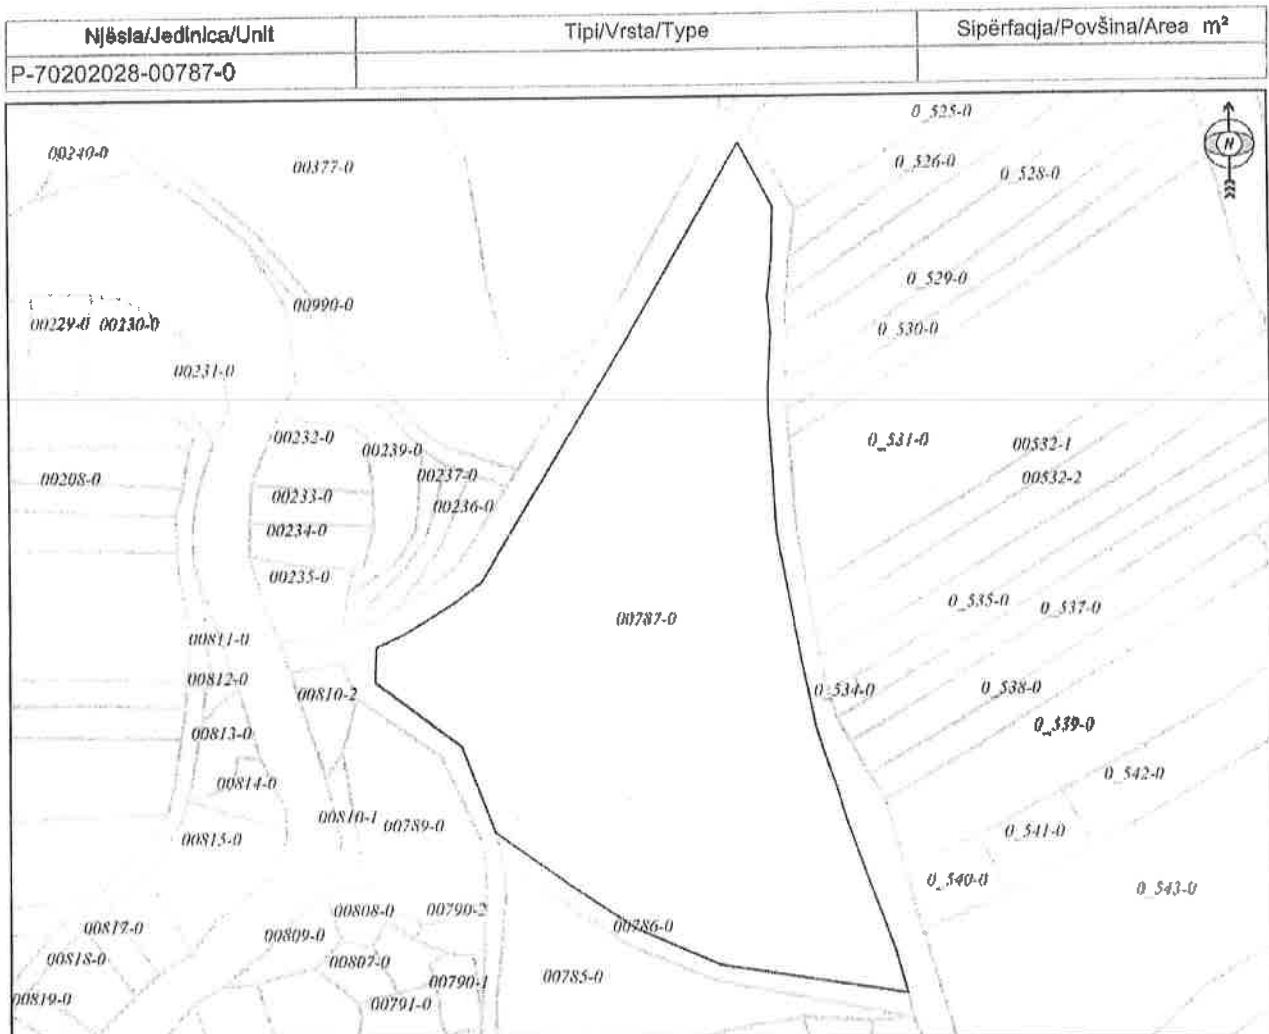 Njësia/Jedinica/Unit Tipi/Vrsta/Type Sipërfaqja/Povšina/Area m²
P-70202028-00787-0
0_525-0
N
00240-0 00377-0 0_526-0 0_528-0
0_529-0
00990-0
00229-0 00230-0 0_530-0
00231-0
00232-0 00239-0 0_531-0 00532-1
00208-0 00237-0 00532-2
00233-0 00236-0
00234-0
00235-0
0_535-0 0_537-0
00787-0
00811-0
00812-0 00810-2 0_534-0 0_538-0
00813-0 0_539-0
00814-0 0_542-0
00810-1 00789-0
00815-0 0_541-0
0_540-0 0_543-0
00808-0 00790-2
00817-0 00809-0 00786-0
00818-0 00807-0
00790-1 00785-0
00819-0 00791-0